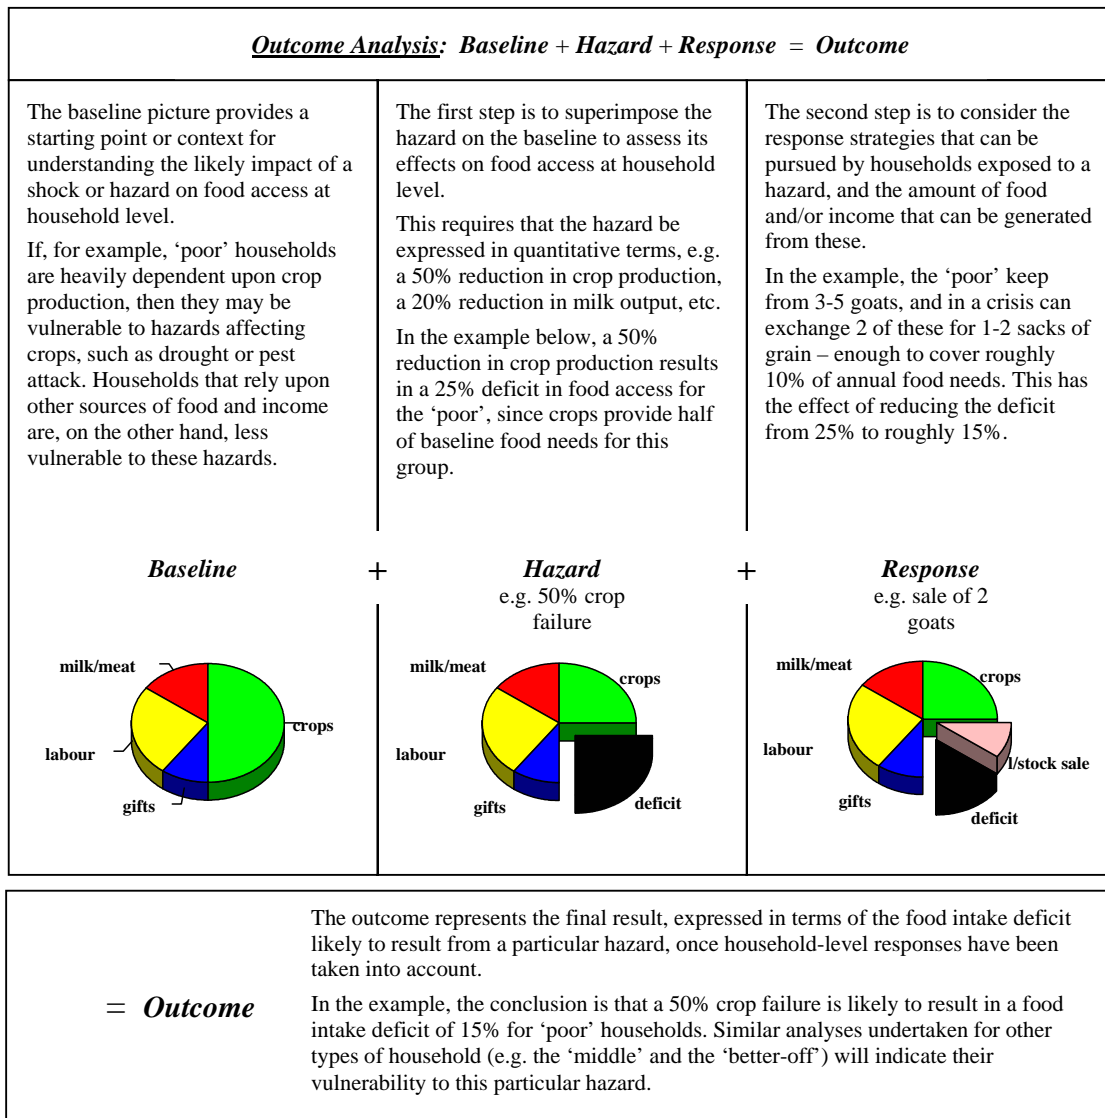 Outcome Analysis: Baseline + Hazard + Response = Outcome
The baseline picture provides a
starting point or context for
understanding the likely impact of a
shock or hazard on food access at
household level.
If, for example, ‘poor’ households
are heavily dependent upon crop
production, then they may be
vulnerable to hazards affecting
crops, such as drought or pest
attack. Households that rely upon
other sources of food and income
are, on the other hand, less
vulnerable to these hazards.
The first step is to superimpose the
hazard on the baseline to assess its
effects on food access at household
level.
This requires that the hazard be
expressed in quantitative terms, e.g.
a 50% reduction in crop production,
a 20% reduction in milk output, etc.
In the example below, a 50%
reduction in crop production results
in a 25% deficit in food access for
the ‘poor’, since crops provide half
of baseline food needs for this
group.
The second step is to consider the
response strategies that can be
pursued by households exposed to a
hazard, and the amount of food
and/or income that can be generated
from these.
In the example, the ‘poor’ keep
from 3-5 goats, and in a crisis can
exchange 2 of these for 1-2 sacks of
grain – enough to cover roughly
10% of annual food needs. This has
the effect of reducing the deficit
from 25% to roughly 15%.
Baseline + Hazard + Response
e.g. 50% crop
failure
e.g. sale of 2
goats
milk/meat
crops
labour
gifts
milk/meat
crops
labour
gifts
deficit
milk/meat
crops
labour
l/stock sale
gifts
deficit
= Outcome
The outcome represents the final result, expressed in terms of the food intake deficit
likely to result from a particular hazard, once household-level responses have been
taken into account.
In the example, the conclusion is that a 50% crop failure is likely to result in a food
intake deficit of 15% for ‘poor’ households. Similar analyses undertaken for other
types of household (e.g. the ‘middle’ and the ‘better-off’) will indicate their
vulnerability to this particular hazard.